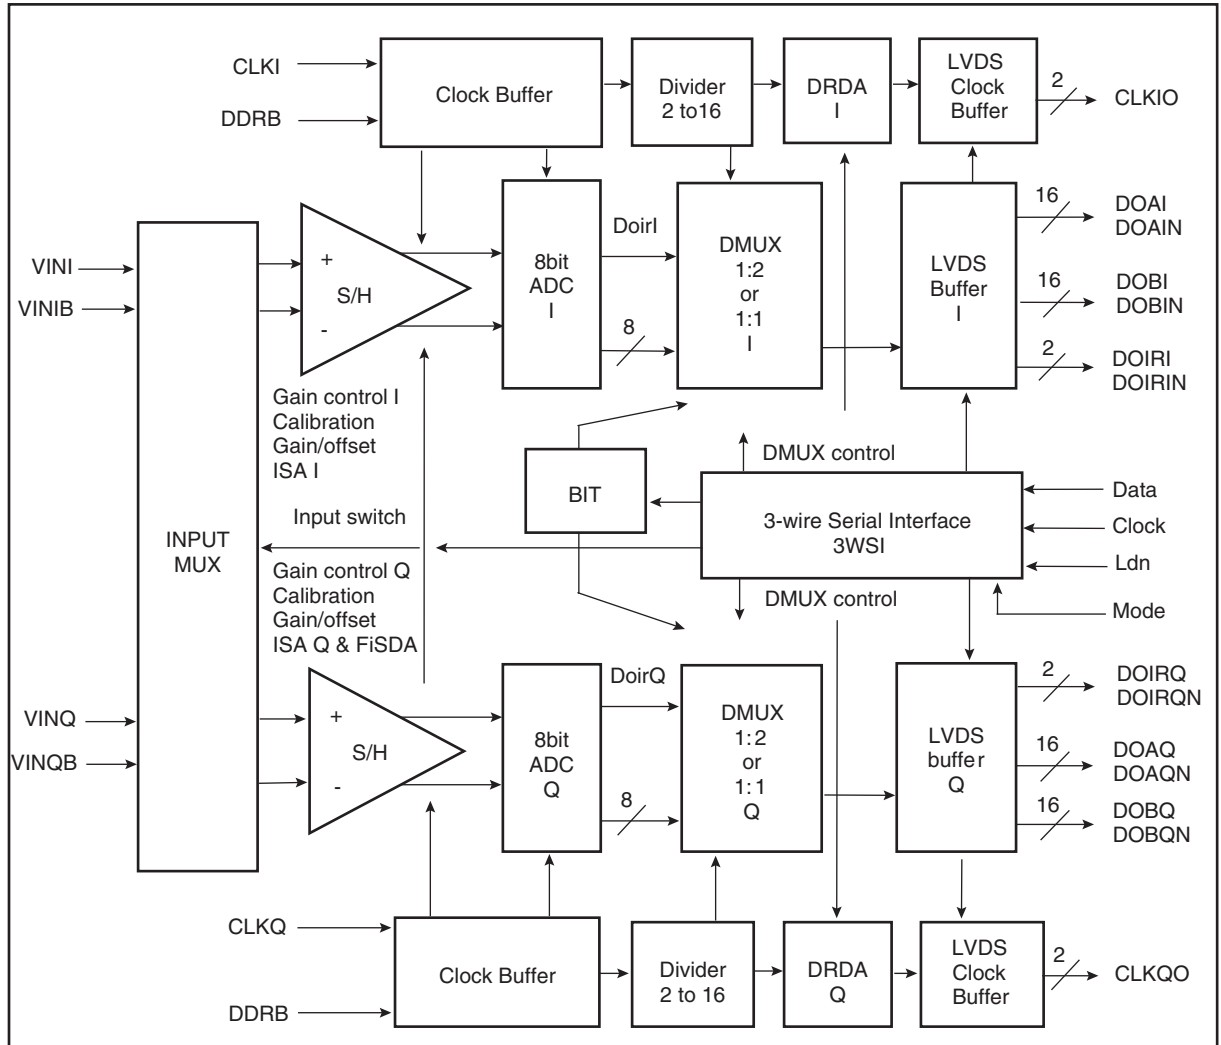 CLKI
DDRB
Clock Buffer
Divider
2 to16
DRDA
I
LVDS
Clock
Buffer
2
CLKIO
VINI
VINIB
INPUT
MUX
+
S/H
-
8bit
ADC
I
DoirI
8
DMUX
1:2
or
1:1
I
LVDS
Buffer
I
16
DOAI
DOAIN
16
DOBI
DOBIN
2
DOIRI
DOIRIN
Gain control I
Calibration
Gain/offset
ISA I
Input switch
Gain control Q
Calibration
Gain/offset
ISA Q & FiSDA
BIT
DMUX control
3-wire Serial Interface
3WSI
DMUX control
Data
Clock
Ldn
Mode
VINQ
VINQB
+
S/H
-
8bit
ADC
Q
DoirQ
8
DMUX
1:2
or
1:1
Q
LVDS
buffer
Q
2
DOIRQ
DOIRQN
16
DOAQ
DOAQN
16
DOBQ
DOBQN
CLKQ
DDRB
Clock Buffer
Divider
2 to 16
DRDA
Q
LVDS
Clock
Buffer
2
CLKQO